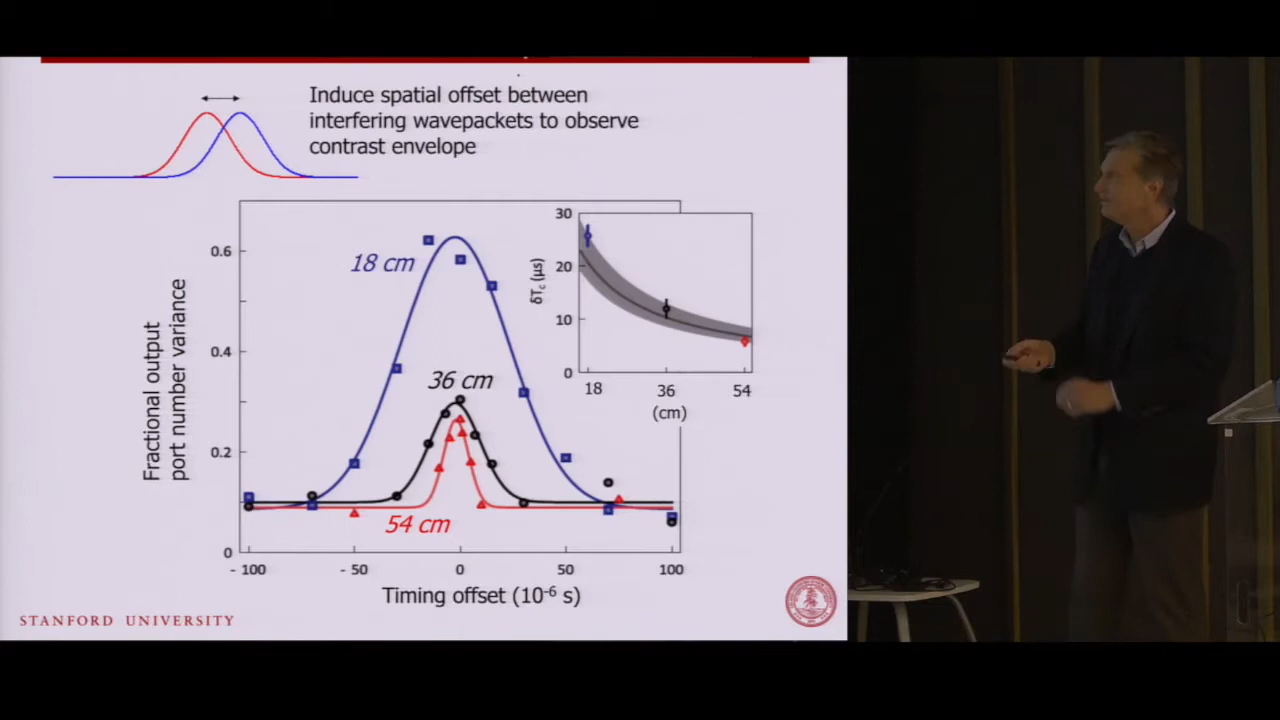 Induce spatial offset between
interfering wavepackets to observe
contrast envelope
Fractional output
port number variance
0.6
0.4
0.2
0
- 100
- 50
0
50
100
Timing offset (10⁻⁶ s)
18 cm
36 cm
54 cm
δTc (μs)
30
20
10
0
18
36
54
(cm)
STANFORD UNIVERSITY